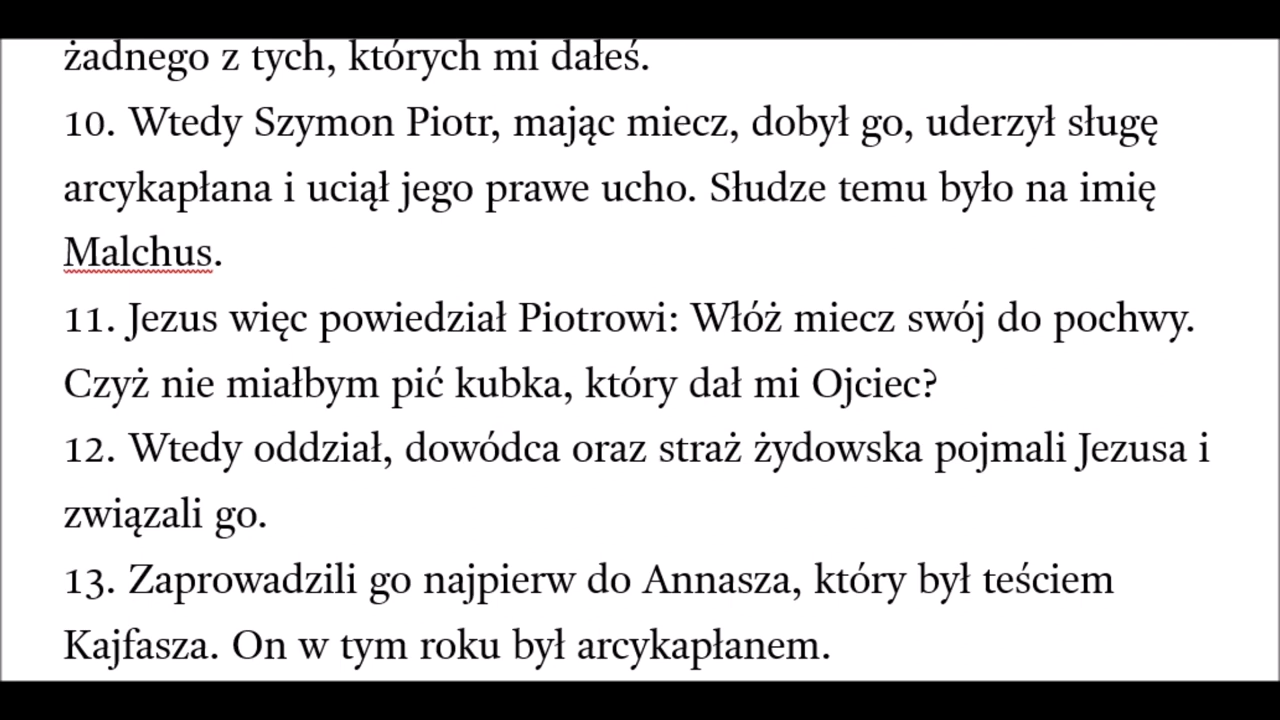 żadnego z tych, których mi dałeś.
10. Wtedy Szymon Piotr, mając miecz, dobył go, uderzył sługę
arcykapłana i uciął jego prawe ucho. Słudze temu było na imię
Malchus.
11. Jezus więc powiedział Piotrowi: Włóż miecz swój do pochwy.
Czyż nie miałbym pić kubka, który dał mi Ojciec?
12. Wtedy oddział, dowódca oraz straż żydowska pojmali Jezusa i
związali go.
13. Zaprowadzili go najpierw do Annasza, który był teściem
Kajfasza. On w tym roku był arcykapłanem.